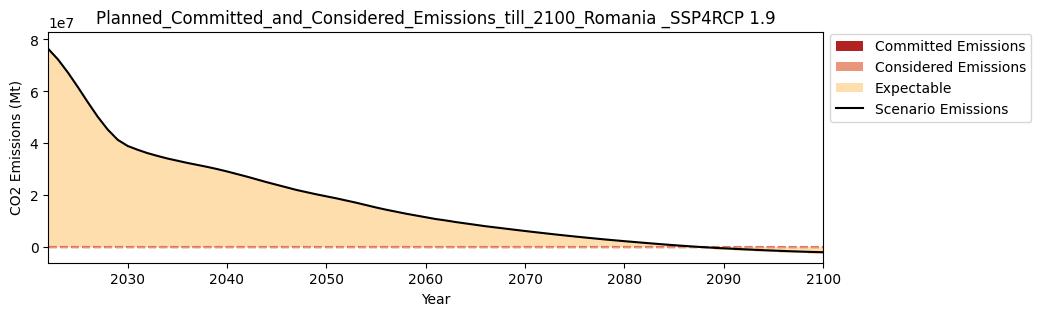 Planned_Committed_and_Considered_Emissions_till_2100_Romania _SSP4RCP 1.9
1e7
8
6
4
2
0
CO2 Emissions (Mt)
2030 2040 2050 2060 2070 2080 2090 2100
Year
Committed Emissions
Considered Emissions
Expectable
Scenario Emissions